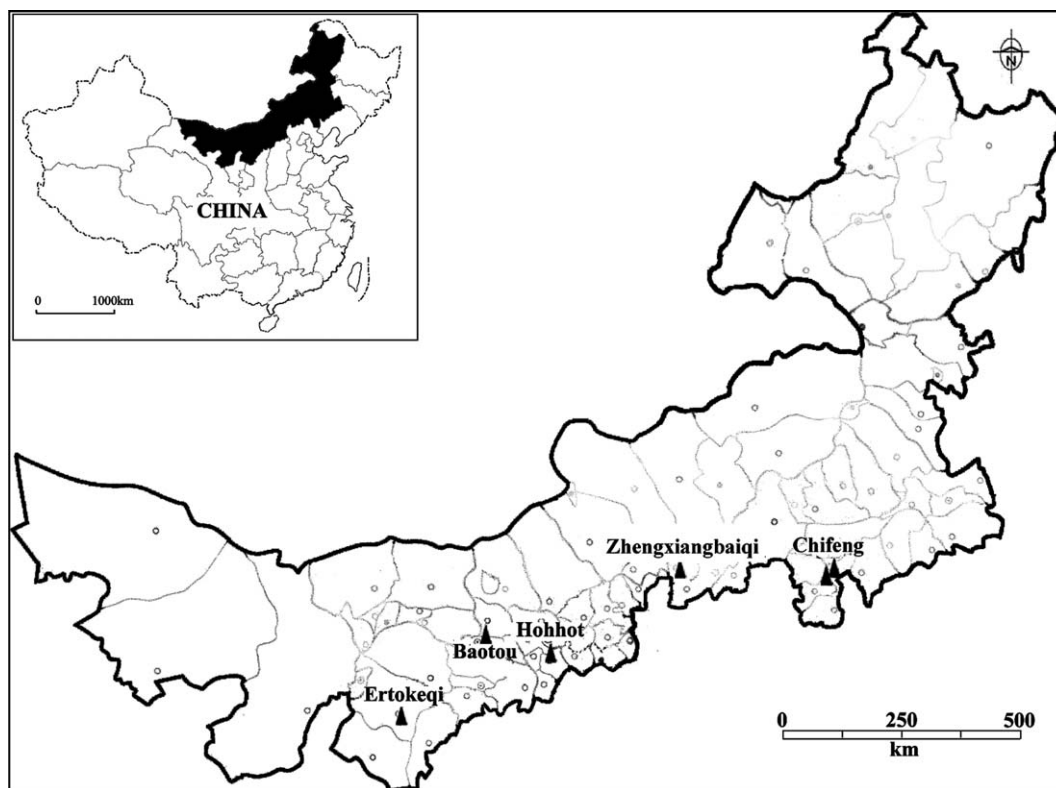 N
CHINA
0 1000km
Zhengxiangbaiqi
Chifeng
Hohhot
Baotou
Ertokeqi
0 250 500
km